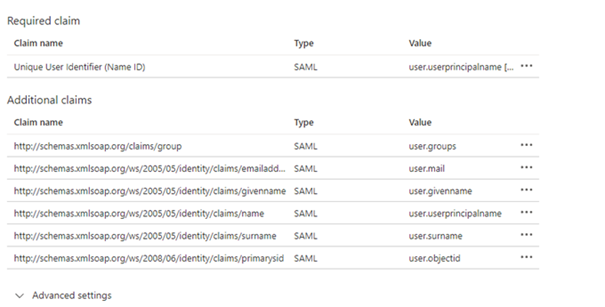 Required claim
Claim name Type Value
Unique User Identifier (Name ID) SAML user.userprincipalname [... •••
Additional claims
Claim name Type Value
http://schemas.xmlsoap.org/claims/group SAML user.groups •••
http://schemas.xmlsoap.org/ws/2005/05/identity/claims/emailadd... SAML user.mail •••
http://schemas.xmlsoap.org/ws/2005/05/identity/claims/givenname SAML user.givenname •••
http://schemas.xmlsoap.org/ws/2005/05/identity/claims/name SAML user.userprincipalname •••
http://schemas.xmlsoap.org/ws/2005/05/identity/claims/surname SAML user.surname •••
http://schemas.xmlsoap.org/ws/2008/06/identity/claims/primarysid SAML user.objectid •••
Advanced settings